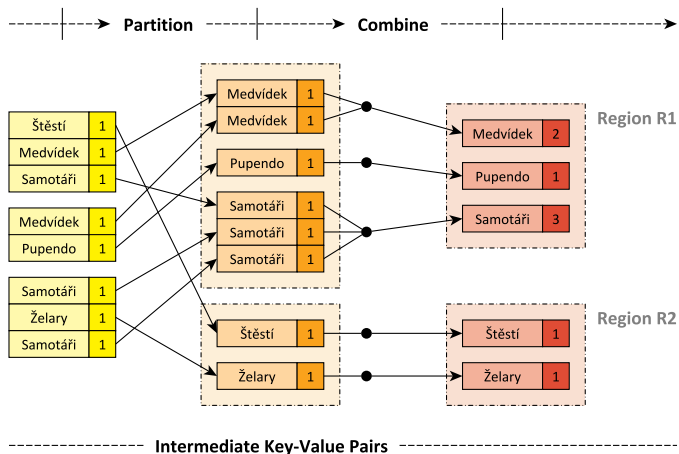 Partition
Combine
Štěstí 1
Medvídek 1
Samotáři 1
Medvídek 1
Pupendo 1
Samotáři 1
Želary 1
Samotáři 1
Medvídek 1
Medvídek 1
Pupendo 1
Samotáři 1
Samotáři 1
Samotáři 1
Štěstí 1
Želary 1
Region R1
Medvídek 2
Pupendo 1
Samotáři 3
Region R2
Štěstí 1
Želary 1
Intermediate Key-Value Pairs